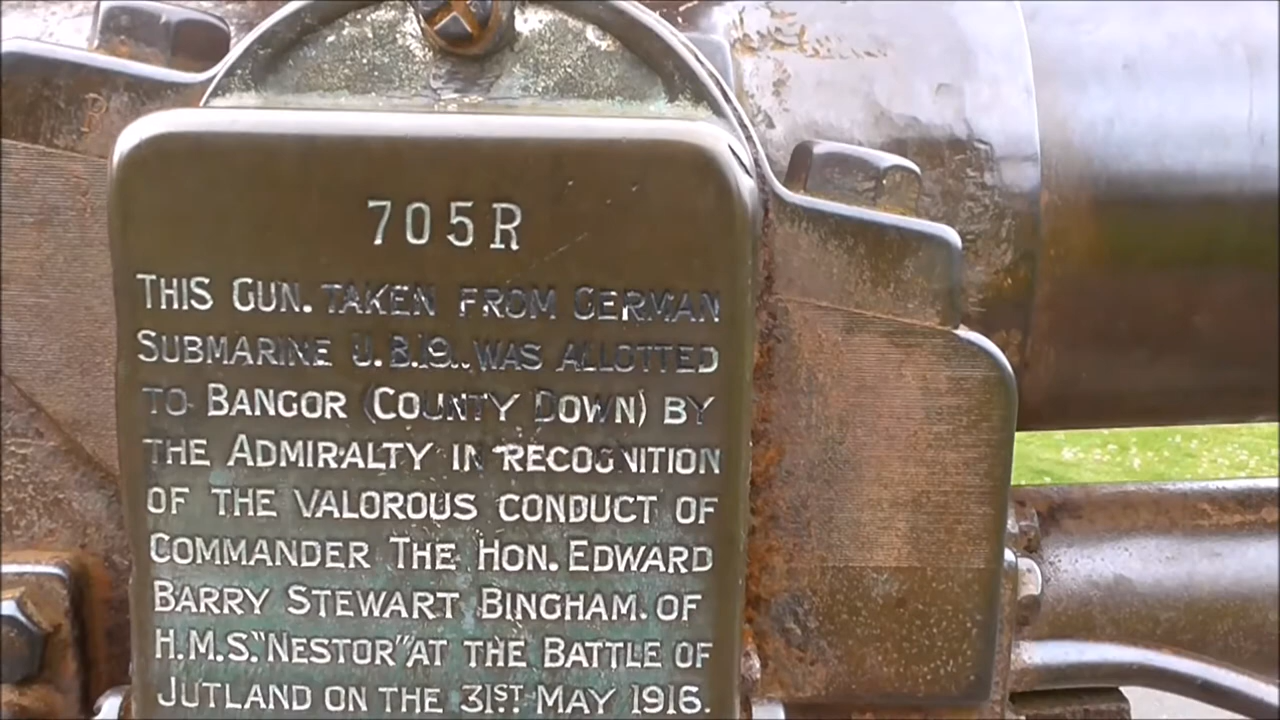 705R
THIS GUN. TAKEN FROM GERMAN
SUBMARINE U.B.19.. WAS ALLOTTED
TO BANGOR (COUNTY DOWN) BY
THE ADMIRALTY IN RECOGNITION
OF THE VALOROUS CONDUCT OF
COMMANDER THE HON. EDWARD
BARRY STEWART BINGHAM. OF
H.M.S. "NESTOR" AT THE BATTLE OF
JUTLAND ON THE 31ST MAY 1916.